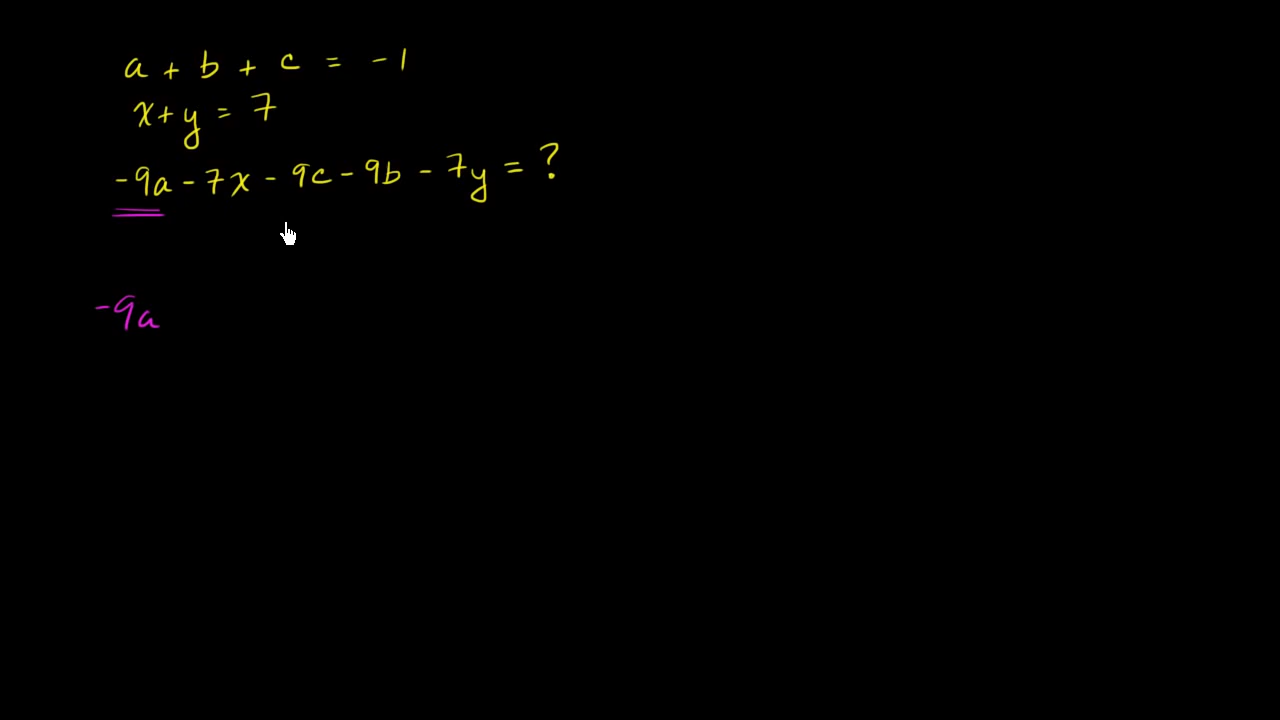 a + b + c = -1
x+y = 7
-9a - 7x - 9c - 9b - 7y = ?
-9a